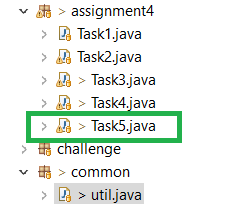 > assignment4
Task1.java
Task2.java
> Task3.java
> Task4.java
> Task5.java
challenge
> common
> util.java